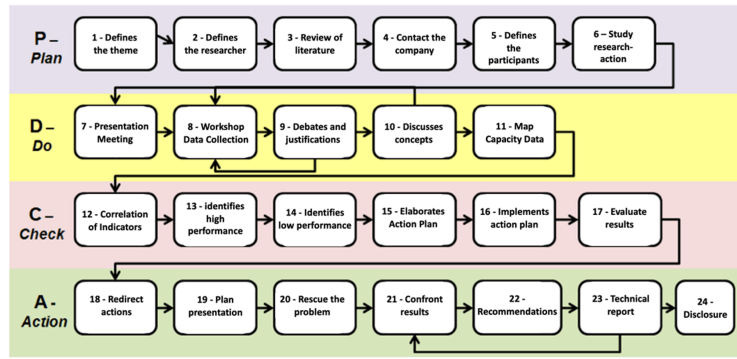 P –
Plan
1 - Defines
the theme
2 - Defines
the researcher
3 - Review of
literature
4 - Contact the
company
5 - Defines
the
participants
6 – Study
research-
action
D –
Do
7 - Presentation
Meeting
8 - Workshop
Data Collection
9 - Debates and
justifications
10 - Discusses
concepts
11 - Map
Capacity Data
C –
Check
12 - Correlation
of Indicators
13 - identifies
high
performance
14 - Identifies
low performance
15 - Elaborates
Action Plan
16 - Implements
action plan
17 - Evaluate
results
A -
Action
18 - Redirect
actions
19 - Plan
presentation
20 - Rescue the
problem
21 - Confront
results
22 -
Recommendations
23 - Technical
report
24 -
Disclosure